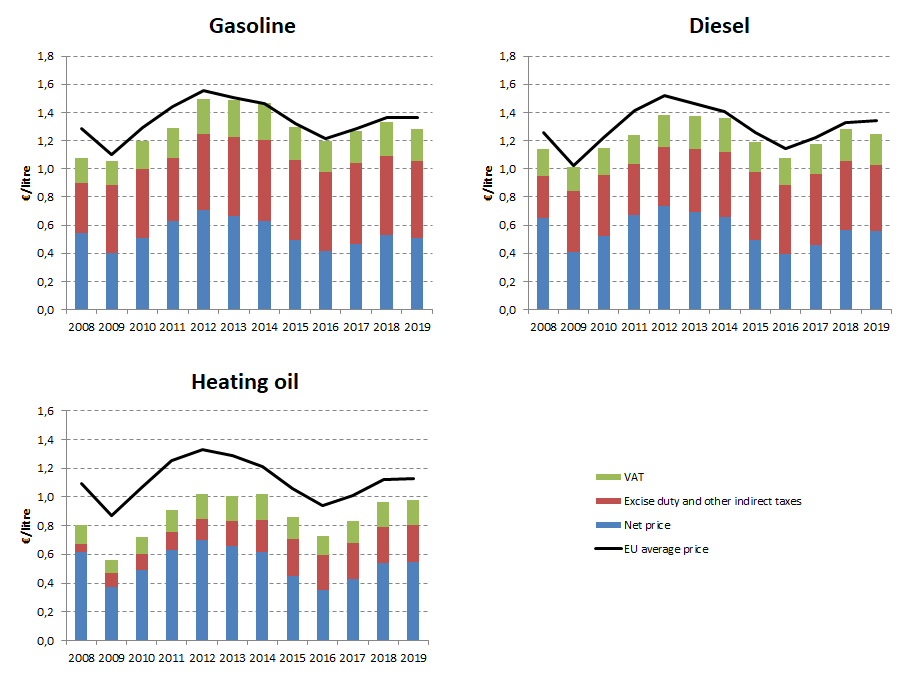 Gasoline
€/litre
1,8
1,6
1,4
1,2
1,0
0,8
0,6
0,4
0,2
0,0
2008 2009 2010 2011 2012 2013 2014 2015 2016 2017 2018 2019
Diesel
€/litre
1,8
1,6
1,4
1,2
1,0
0,8
0,6
0,4
0,2
0,0
2008 2009 2010 2011 2012 2013 2014 2015 2016 2017 2018 2019
Heating oil
€/litre
1,6
1,4
1,2
1,0
0,8
0,6
0,4
0,2
0,0
2008 2009 2010 2011 2012 2013 2014 2015 2016 2017 2018 2019
VAT
Excise duty and other indirect taxes
Net price
EU average price